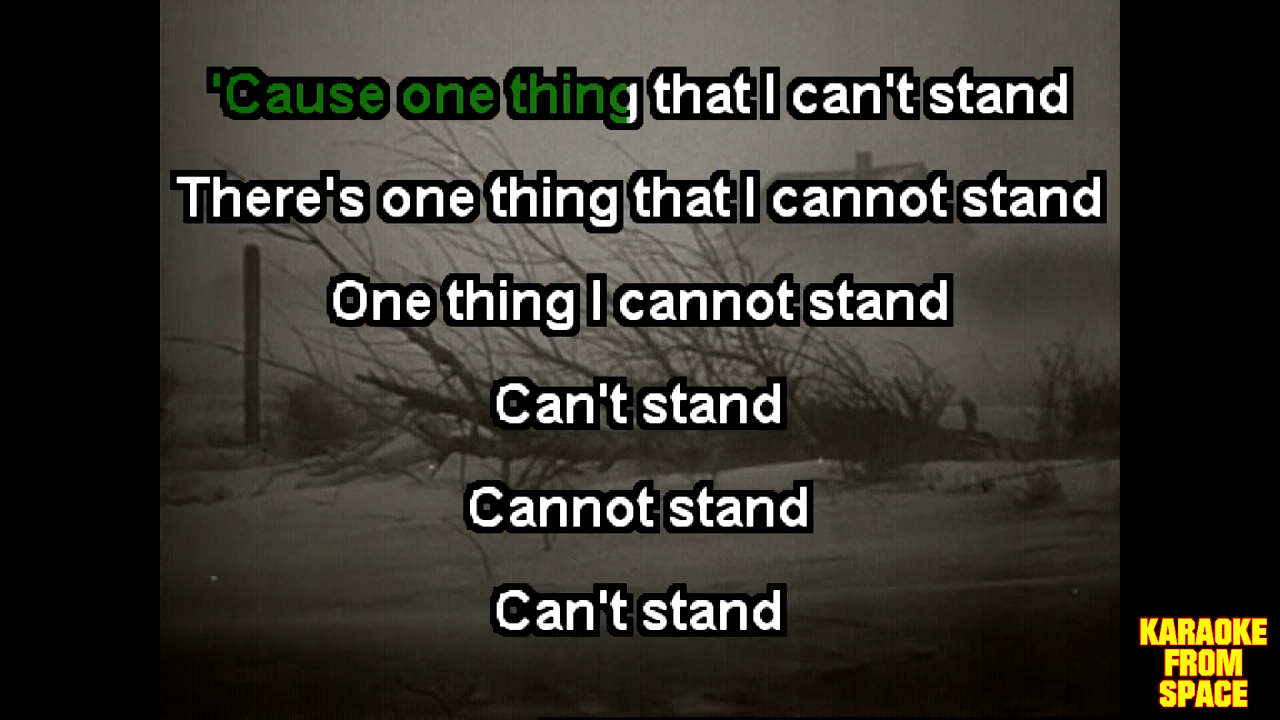 'Cause one thing that I can't stand
There's one thing that I cannot stand
One thing I cannot stand
Can't stand
Cannot stand
Can't stand
KARAOKE
FROM
SPACE